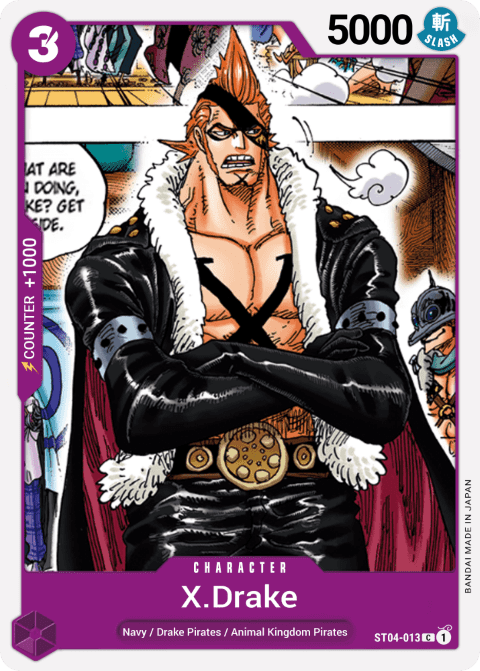 3
5000
斬
SLASH
AT ARE
DOING,
KE? GET
IDE.
COUNTER +1000
BANDAI MADE IN JAPAN
CHARACTER
X.Drake
Navy / Drake Pirates / Animal Kingdom Pirates
ST04-013 C 1